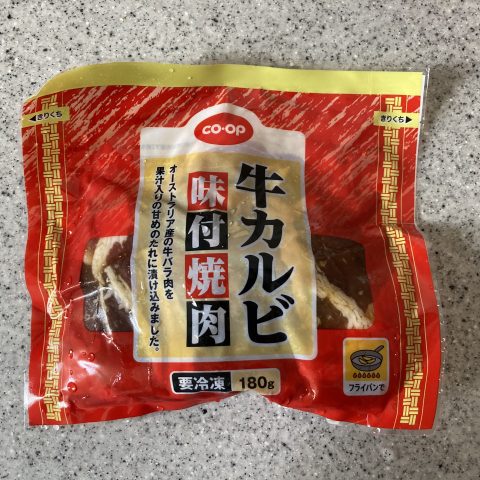 ◀きりくち
きりくち▶
CO·OP
牛カルビ
味付焼肉
オーストラリア産の牛バラ肉を
果汁入りの甘めのたれに漬け込みました。
要冷凍 180g
フライパンで